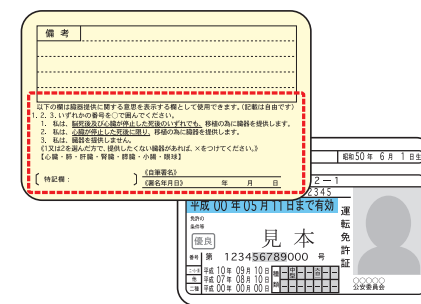 備 考
以下の欄は臓器提供に関する意思を表示する欄として使用できます。(記載は自由です)
1. 2. 3. いずれかの番号を○で囲んでください。
1. 私は、脳死後及び心臓が停止した死後のいずれでも、移植の為に臓器を提供します。
2. 私は、心臓が停止した死後に限り、移植の為に臓器を提供します。
3. 私は、臓器を提供しません。
《1又は2を選んだ方で、提供したくない臓器があれば、×をつけてください。》
【心臓・肺・肝臓・腎臓・膵臓・小腸・眼球】
〔 特記欄： 〕
《自筆署名》
《署名年月日》 年 月 日
昭和50年 6月 1日生
2－1
2345
平成 00 年 05 月 11 日まで有効
免許の
条件等
優良
見 本
番号 第 123456789000 号
二・小・原 平成 10年 09月 10日
他 平成 07年 08月 10日
二種 平成 00年 00月 00日
種類
中型
運転免許証
○○○○○
公安委員会